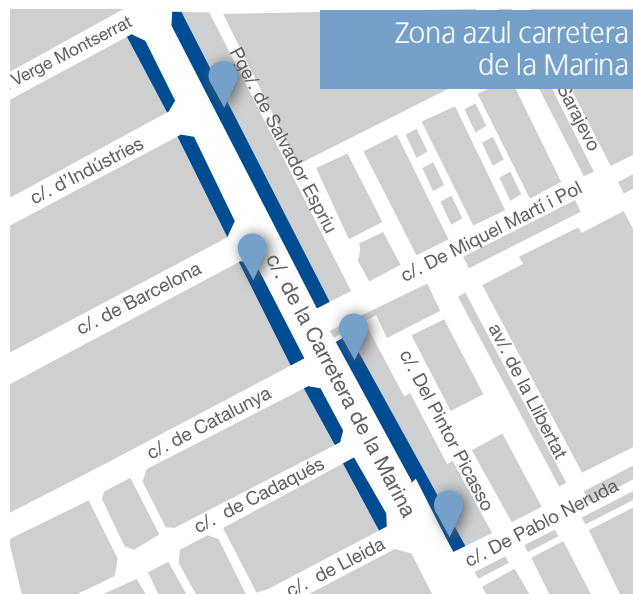 Zona azul carretera
de la Marina
. Verge Montserrat
Pge/. de Salvador Espriu
Sarajevo
c/. d'Indústries
c/. De Miquel Martí i Pol
c/. de Barcelona
c/. de la Carretera de la Marina
av/. de la Llibertat
c/. Del Pintor Picasso
c/. de Catalunya
c/. de Cadaqués
c/. De Pablo Neruda
c/. de Lleida